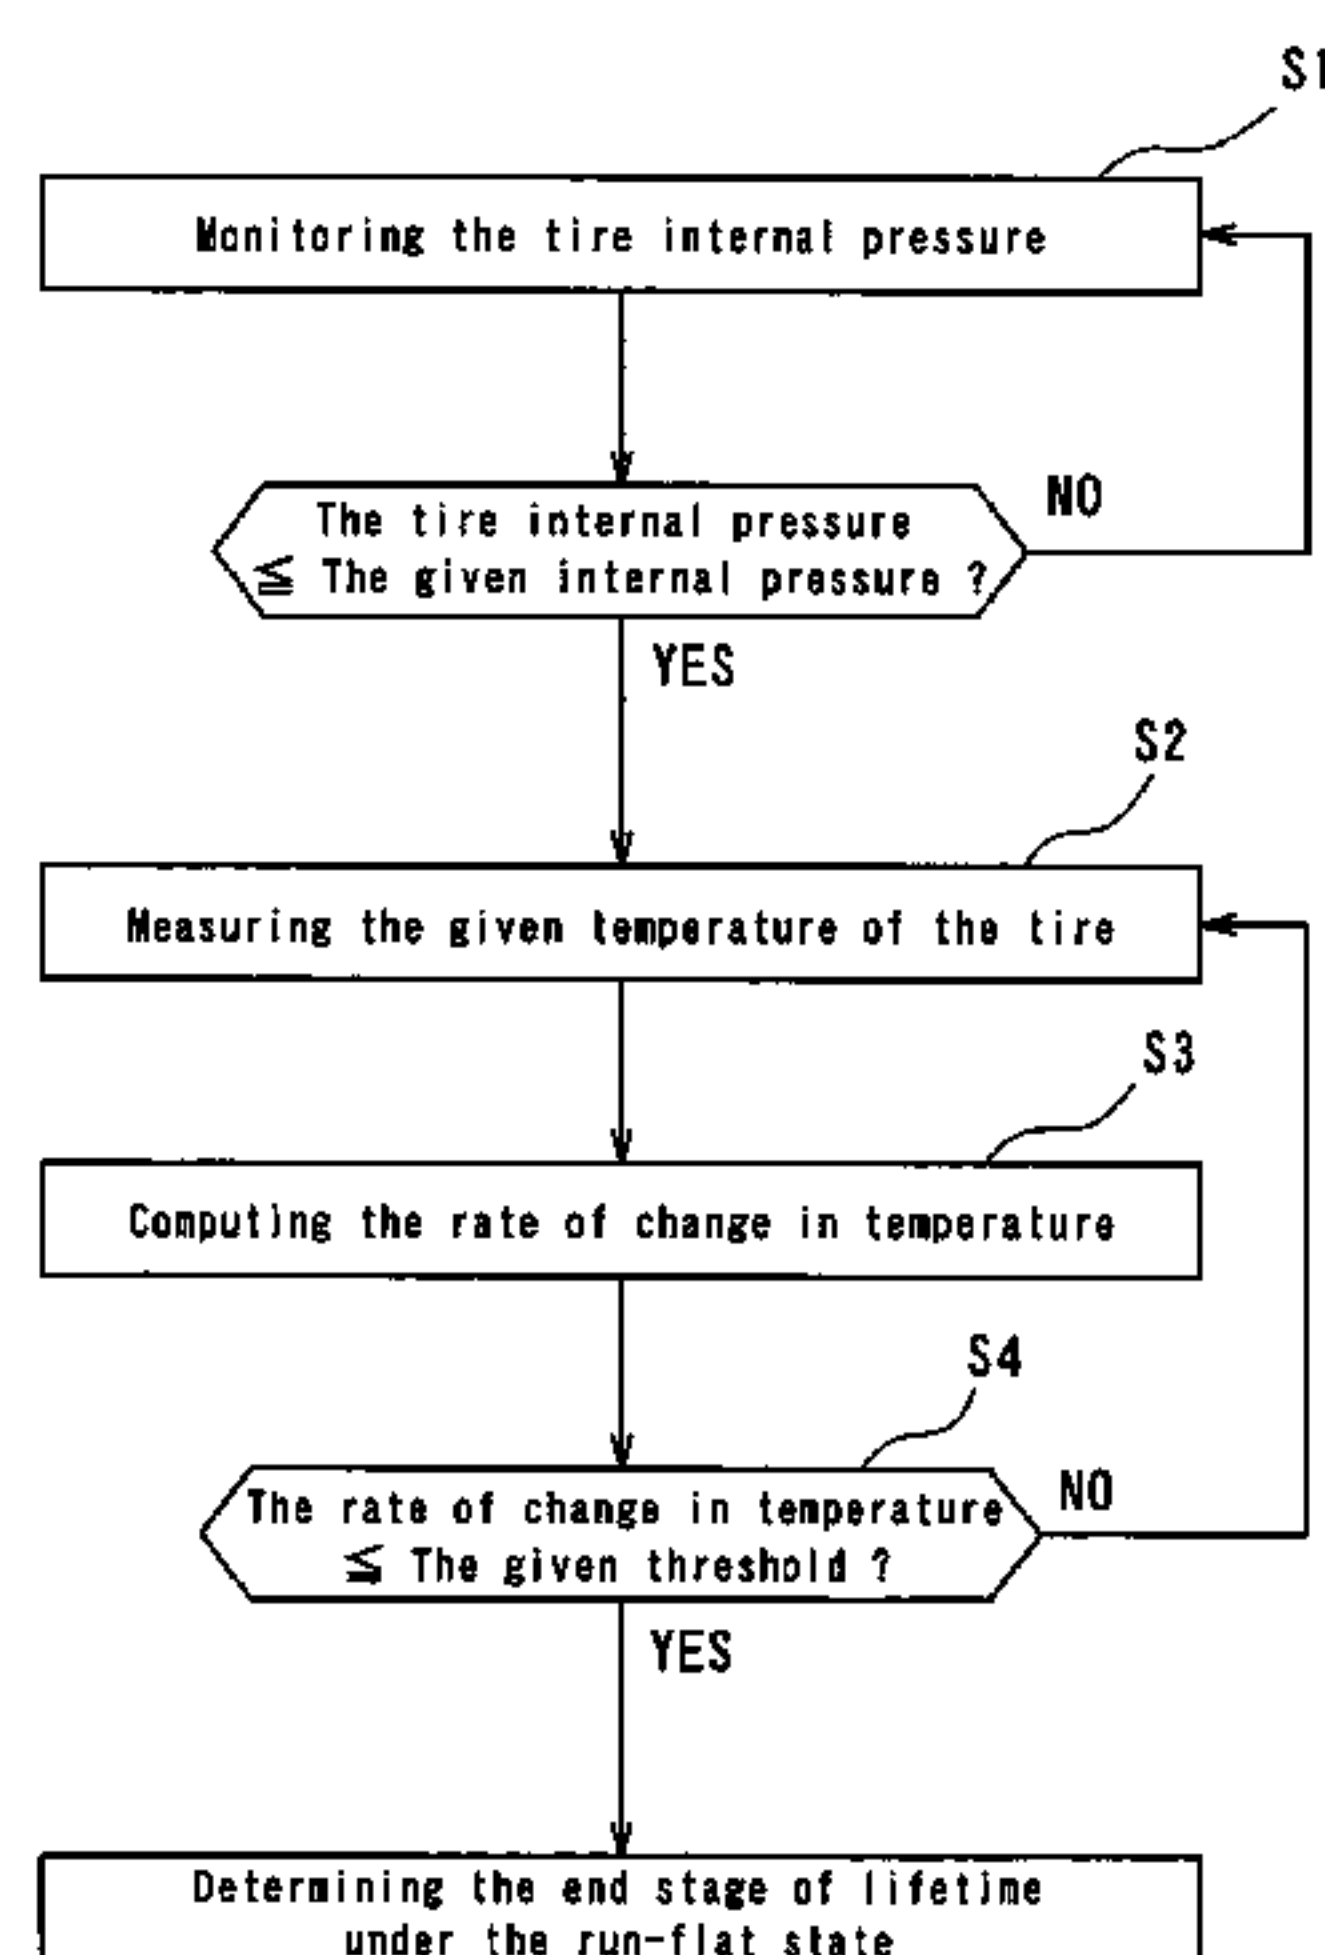 S1
Monitoring the tire internal pressure
The tire internal pressure
≦ The given internal pressure ?
NO
YES
S2
Measuring the given temperature of the tire
S3
Computing the rate of change in temperature
S4
The rate of change in temperature
≦ The given threshold ?
NO
YES
Determining the end stage of lifetime
under the run-flat state